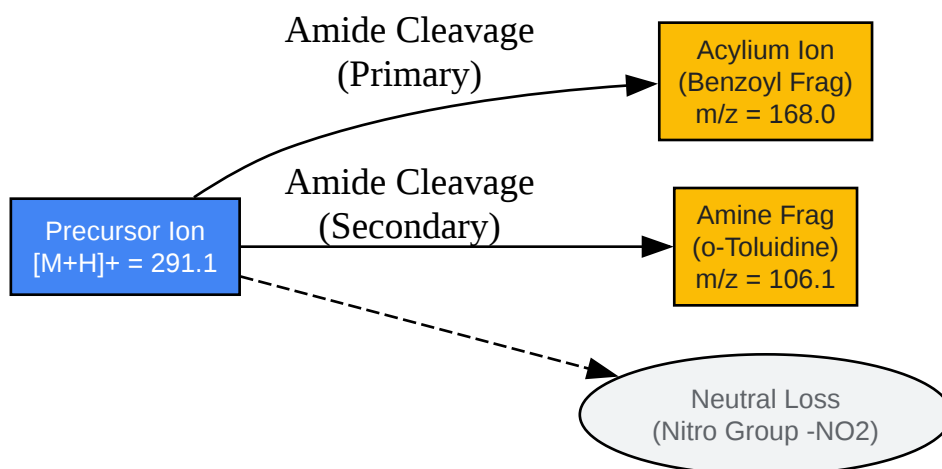 Amide Cleavage
(Primary)
Acylium Ion
(Benzoyl Frag)
m/z = 168.0
Amide Cleavage
(Secondary)
Precursor Ion
[M+H]+ = 291.1
Amine Frag
(o-Toluidine)
m/z = 106.1
Neutral Loss
(Nitro Group -NO2)